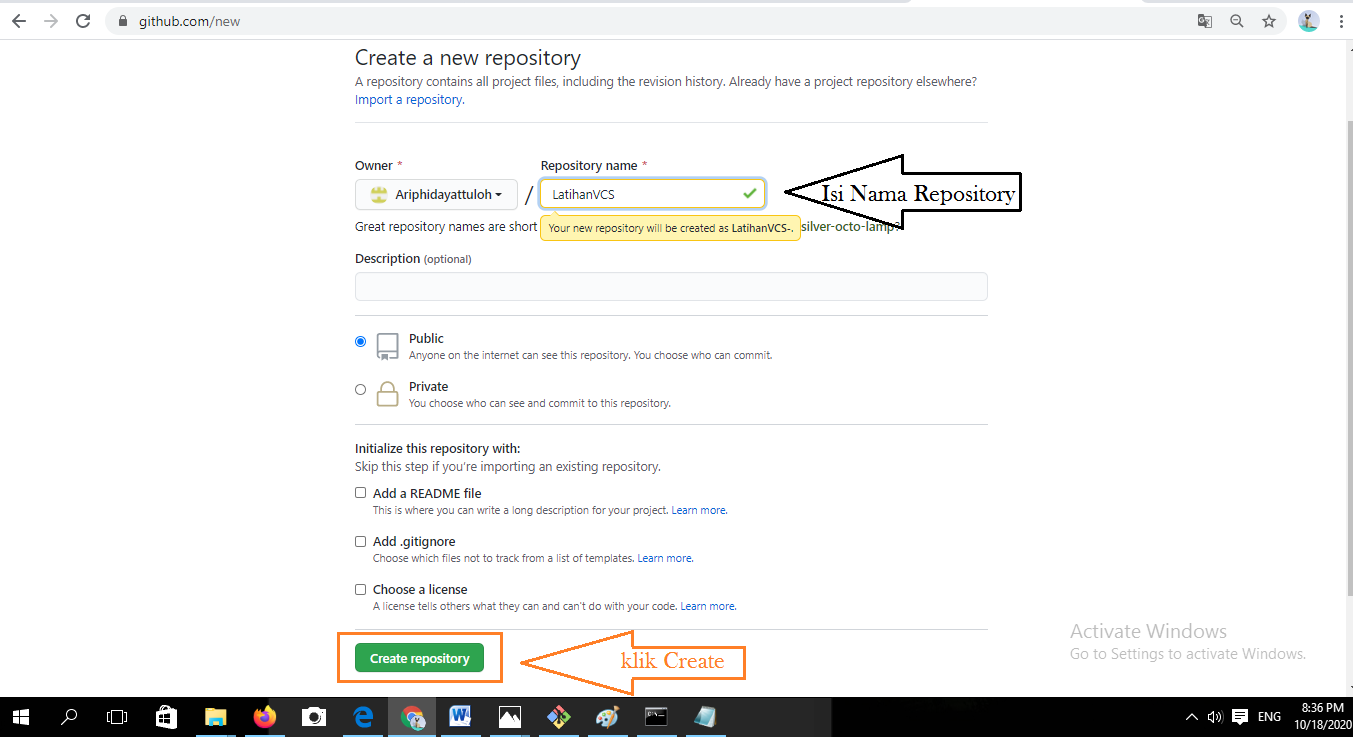 github.com/new
Create a new repository
A repository contains all project files, including the revision history. Already have a project repository elsewhere?
Import a repository.
Owner *
Repository name *
Ariphidayattuloh
/
LatihanVCS
Isi Nama Repository
Great repository names are short
Your new repository will be created as LatihanVCS-.
silver-octo-lamp?
Description (optional)
Public
Anyone on the internet can see this repository. You choose who can commit.
Private
You choose who can see and commit to this repository.
Initialize this repository with:
Skip this step if you're importing an existing repository.
Add a README file
This is where you can write a long description for your project. Learn more.
Add .gitignore
Choose which files not to track from a list of templates. Learn more.
Choose a license
A license tells others what they can and can't do with your code. Learn more.
Create repository
klik Create
Activate Windows
Go to Settings to activate Windows.
ENG
8:36 PM
10/18/2020